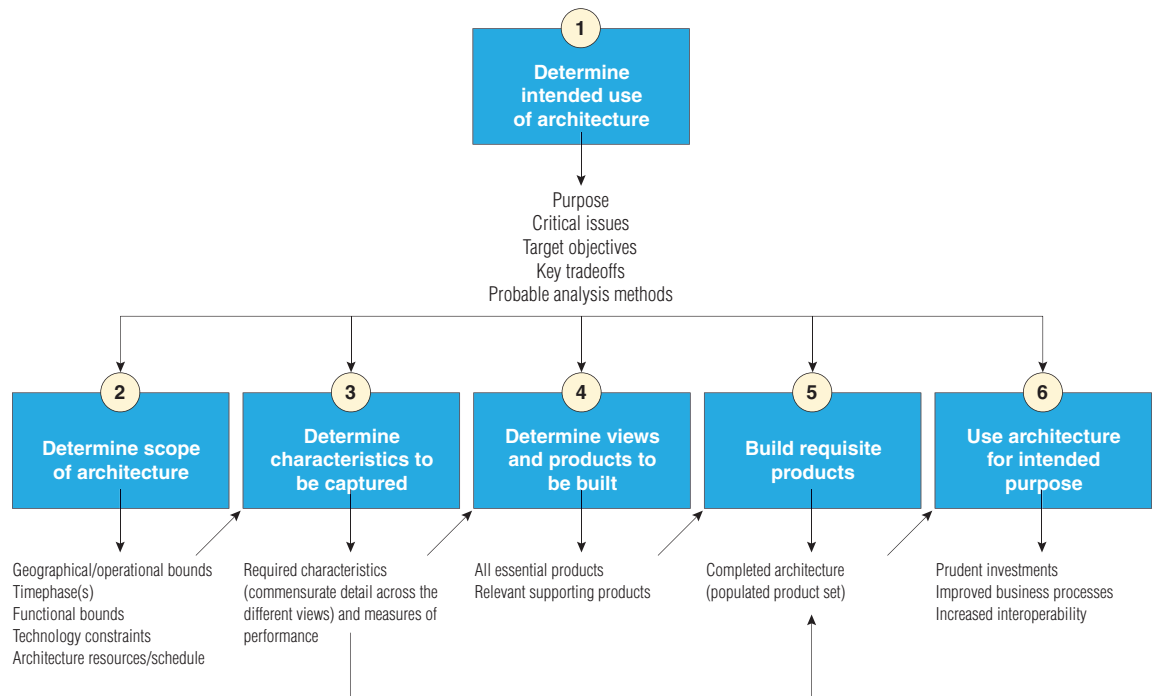 1
Determine
intended use
of architecture
Purpose
Critical issues
Target objectives
Key tradeoffs
Probable analysis methods
2
Determine scope
of architecture
Geographical/operational bounds
Timephase(s)
Functional bounds
Technology constraints
Architecture resources/schedule
3
Determine
characteristics to
be captured
Required characteristics
(commensurate detail across the
different views) and measures of
performance
4
Determine views
and products to
be built
All essential products
Relevant supporting products
5
Build requisite
products
Completed architecture
(populated product set)
6
Use architecture
for intended
purpose
Prudent investments
Improved business processes
Increased interoperability